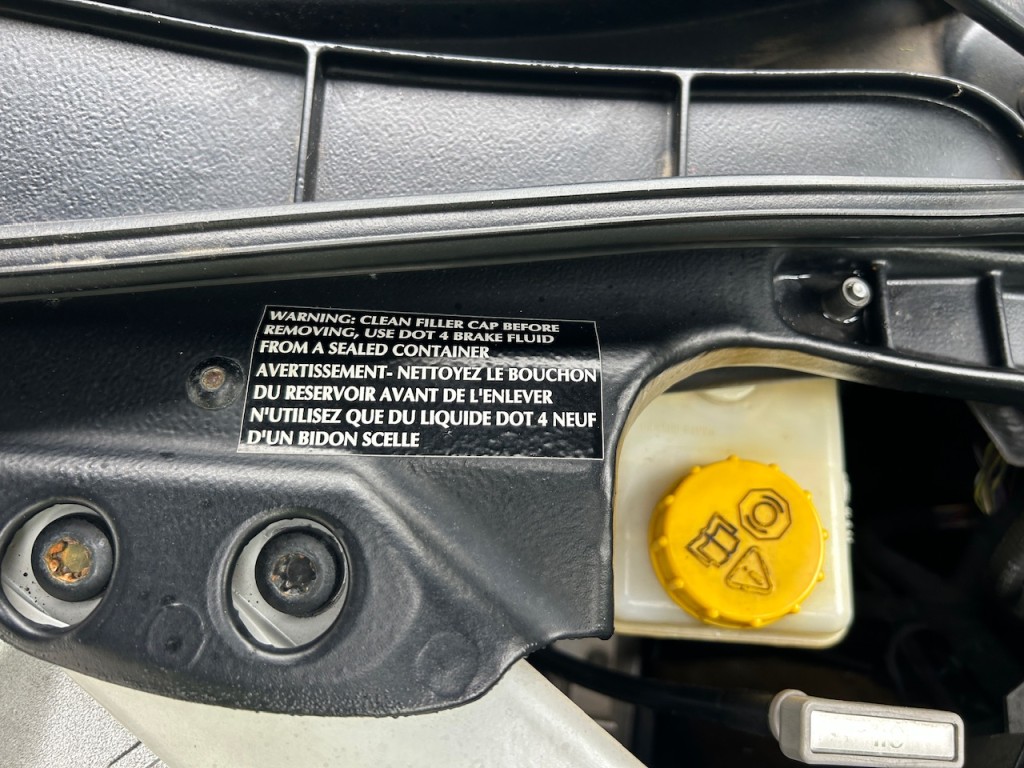 WARNING: CLEAN FILLER CAP BEFORE
REMOVING, USE DOT 4 BRAKE FLUID
FROM A SEALED CONTAINER
AVERTISSEMENT- NETTOYEZ LE BOUCHON
DU RESERVOIR AVANT DE L'ENLEVER
N'UTILISEZ QUE DU LIQUIDE DOT 4 NEUF
D'UN BIDON SCELLE